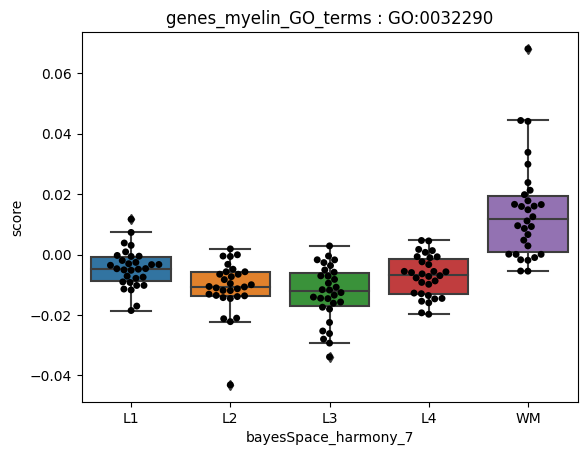 genes_myelin_GO_terms : GO:0032290
0.06
0.04
0.02
0.00
−0.02
−0.04
score
L1 L2 L3 L4 WM
bayesSpace_harmony_7